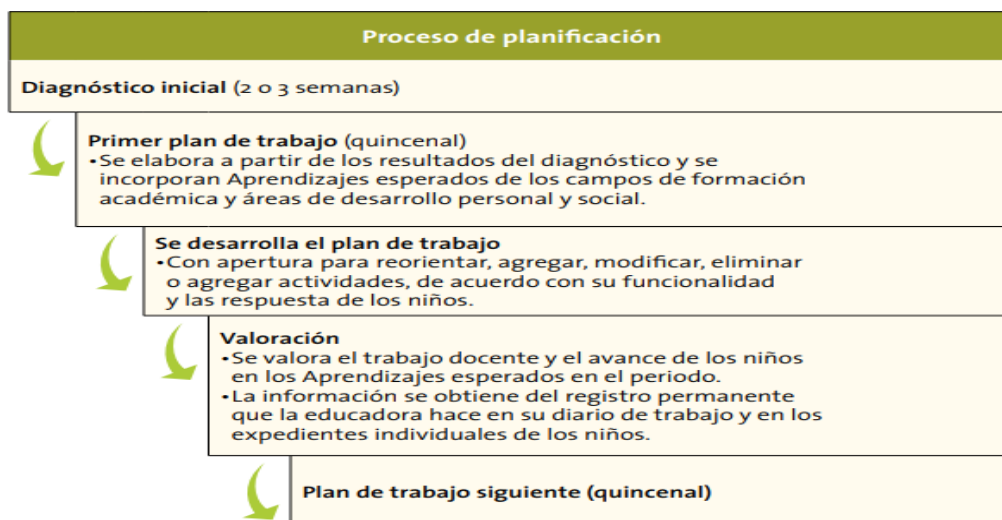 Proceso de planificación
Diagnóstico inicial (2 o 3 semanas)
Primer plan de trabajo (quincenal)
•Se elabora a partir de los resultados del diagnóstico y se
incorporan Aprendizajes esperados de los campos de formación
académica y áreas de desarrollo personal y social.
Se desarrolla el plan de trabajo
•Con apertura para reorientar, agregar, modificar, eliminar
o agregar actividades, de acuerdo con su funcionalidad
y las respuesta de los niños.
Valoración
•Se valora el trabajo docente y el avance de los niños
en los Aprendizajes esperados en el periodo.
•La información se obtiene del registro permanente
que la educadora hace en su diario de trabajo y en los
expedientes individuales de los niños.
Plan de trabajo siguiente (quincenal)